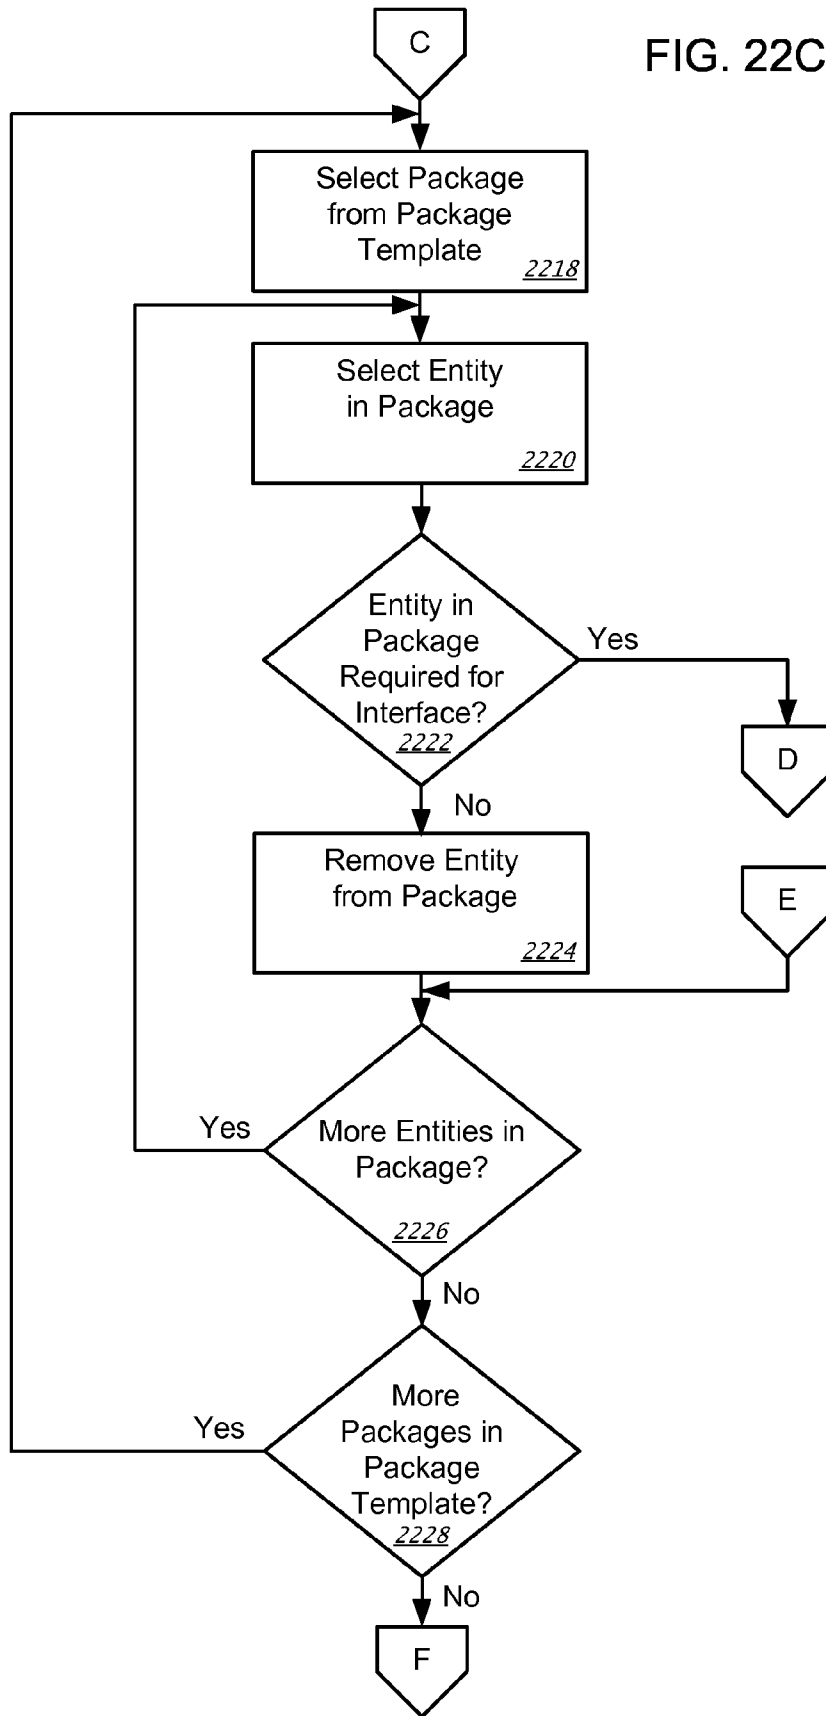 C
FIG. 22C
Select Package
from Package
Template
2218
Select Entity
in Package
2220
Entity in
Package
Required for
Interface?
2222
Yes
D
No
Remove Entity
from Package
2224
E
More Entities in
Package?
2226
Yes
No
More
Packages in
Package
Template?
2228
Yes
No
F